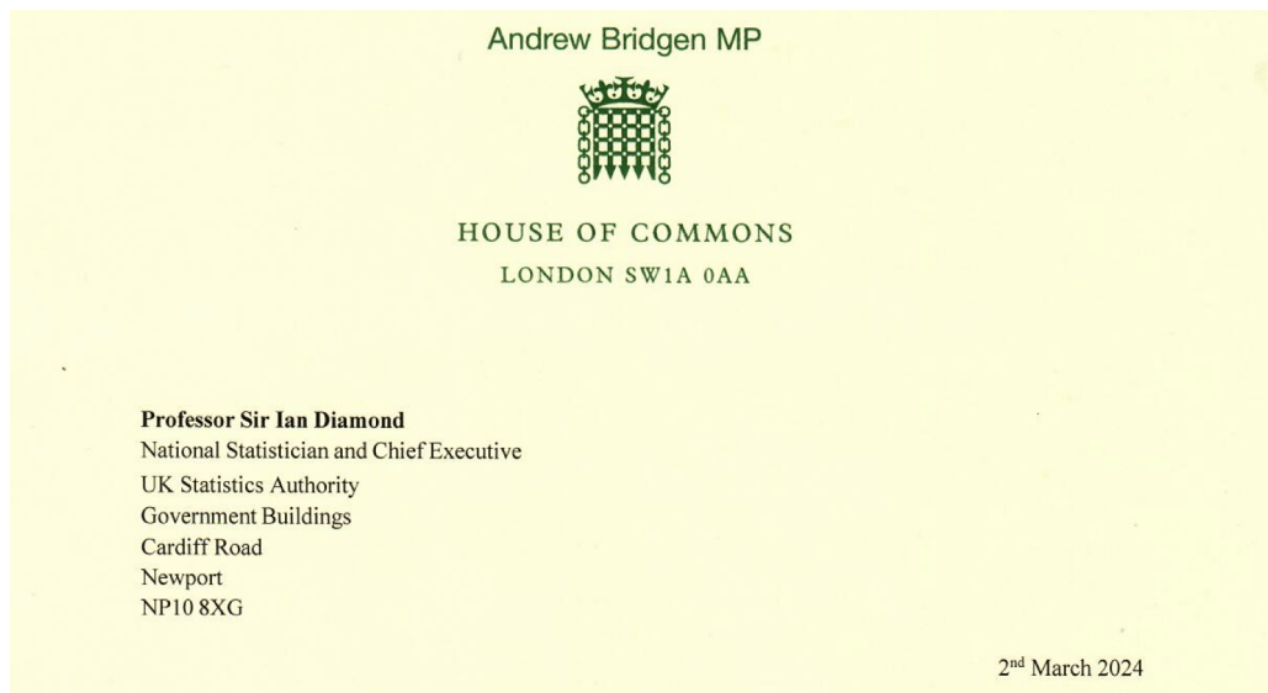 Andrew Bridgen MP
HOUSE OF COMMONS
LONDON SW1A 0AA
Professor Sir Ian Diamond
National Statistician and Chief Executive
UK Statistics Authority
Government Buildings
Cardiff Road
Newport
NP10 8XG
2nd March 2024